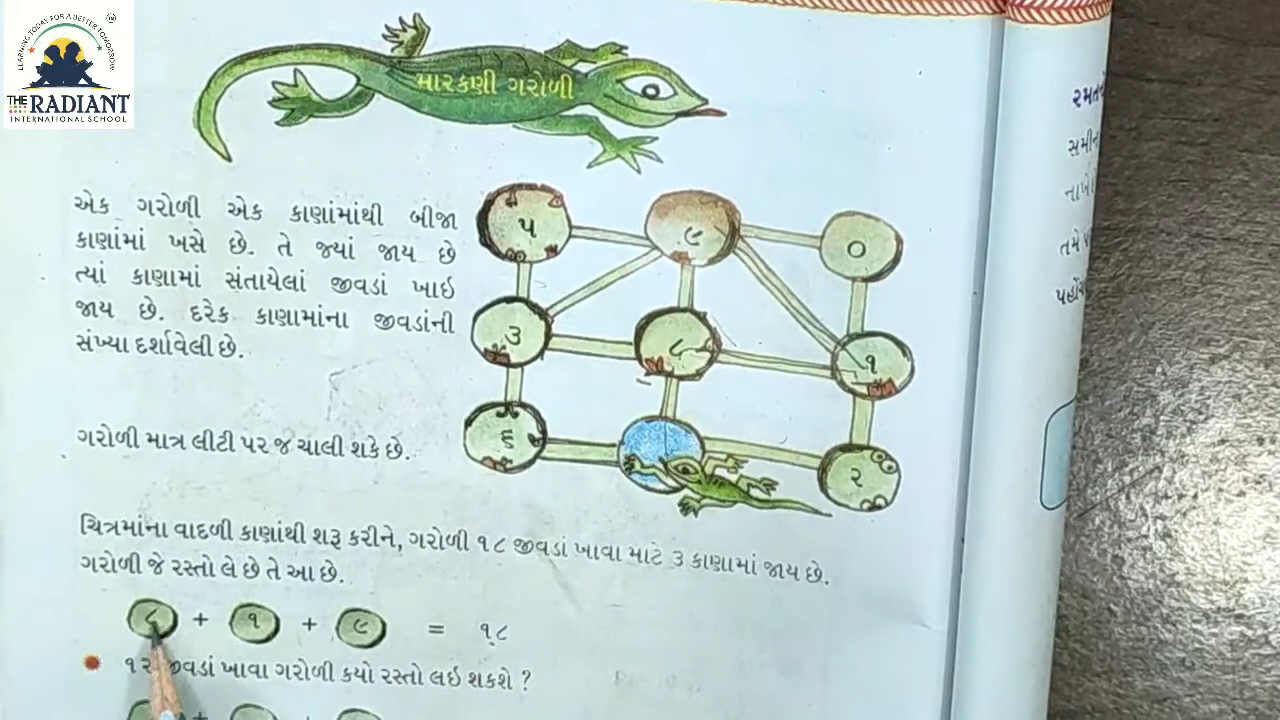 LEARNING TODAY FOR A BETTER TOMORROW
THE RADIANT
INTERNATIONAL SCHOOL
મારકણી ગરોળી
એક ગરોળી એક કાણાંમાંથી બીજા
કાણાંમાં ખસે છે. તે જ્યાં જાય છે
ત્યાં કાણામાં સંતાયેલાં જીવડાં ખાઇ
જાય છે. દરેક કાણામાંના જીવડાંની
સંખ્યા દર્શાવેલી છે.
૫ ૯ ૦
૩ ૮ ૧
૬ ૨
ગરોળી માત્ર લીટી પર જ ચાલી શકે છે.
ચિત્રમાંના વાદળી કાણાંથી શરૂ કરીને, ગરોળી ૧૮ જીવડાં ખાવા માટે ૩ કાણામાં જાય છે.
ગરોળી જે રસ્તો લે છે તે આ છે.
૮ + ૧ + ૯ = ૧૮
૧૨ જીવડાં ખાવા ગરોળી કયો રસ્તો લઇ શકશે ?
+ +